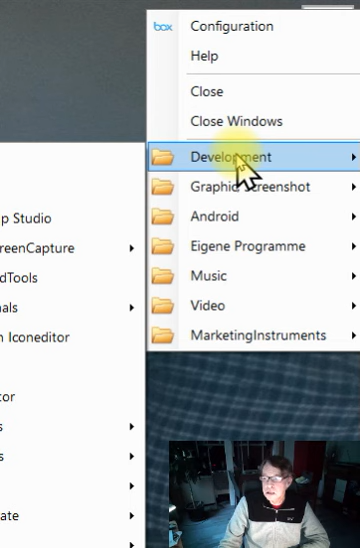 box Configuration
Help
Close
Close Windows
Development
Graphic Screenshot
p Studio
Android
reenCapture
Eigene Programme
dTools
Music
als
Video
n Iconeditor
MarketingInstruments
tor
s
s
ate